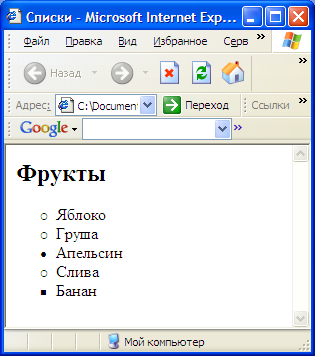 Списки - Microsoft Internet Exp...
Файл Правка Вид Избранное Серв »
Назад »
Адрес: C:\Document Переход Ссылки »
Google »
Фрукты
Яблоко
Груша
Апельсин
Слива
Банан
Мой компьютер